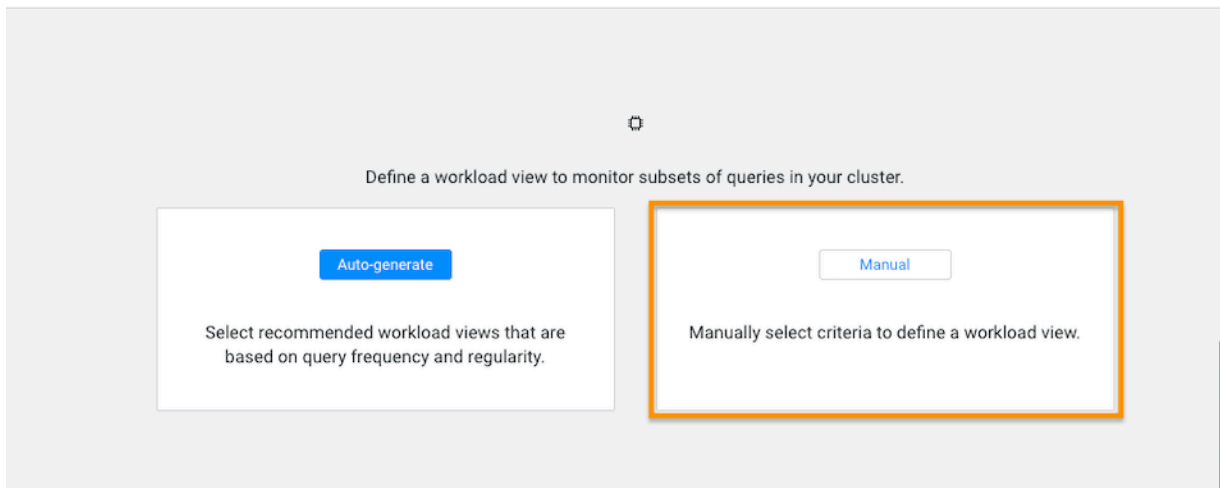 Define a workload view to monitor subsets of queries in your cluster.
Auto-generate
Select recommended workload views that are
based on query frequency and regularity.
Manual
Manually select criteria to define a workload view.